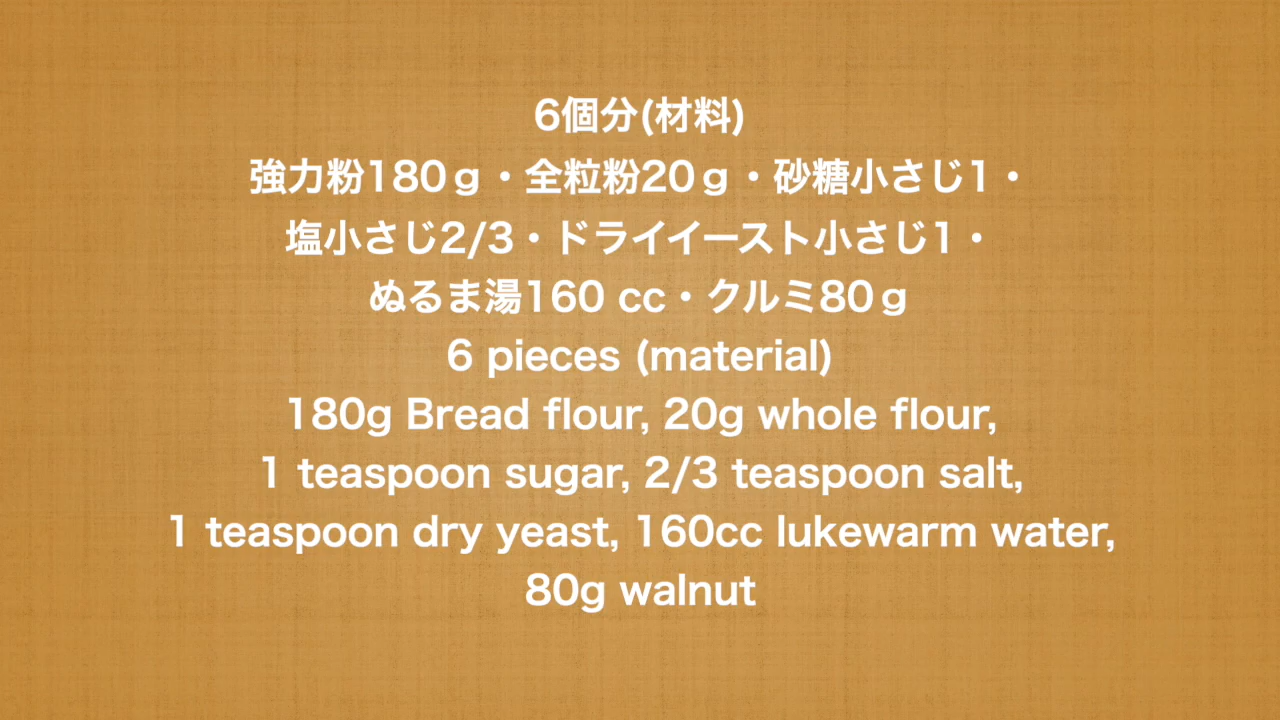 6個分(材料)
強力粉180ｇ・全粒粉20ｇ・砂糖小さじ1・
塩小さじ2/3・ドライイースト小さじ1・
ぬるま湯160 cc・クルミ80ｇ
6 pieces (material)
180g Bread flour, 20g whole flour,
1 teaspoon sugar, 2/3 teaspoon salt,
1 teaspoon dry yeast, 160cc lukewarm water,
80g walnut